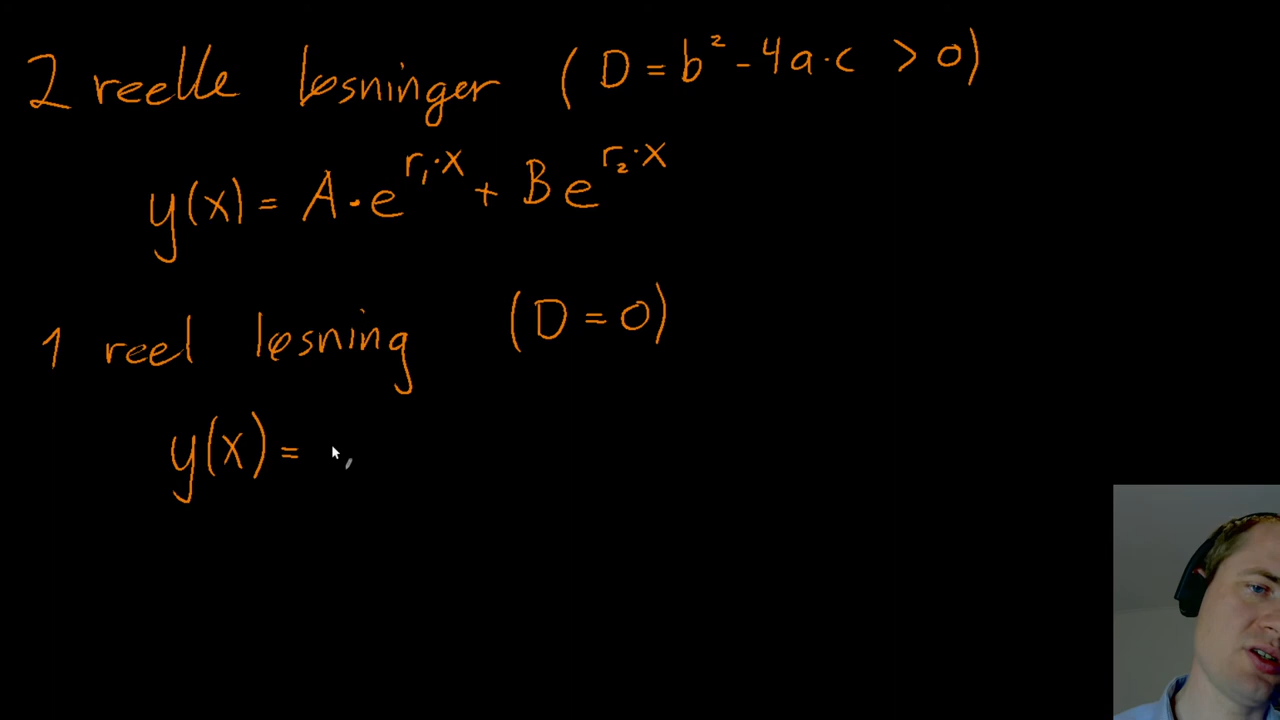 2 reelle løsninger (D = b² - 4a·c > 0)
y(x) = A·e^{r₁·x} + Be^{r₂·x}
1 reel løsning (D = 0)
y(x) =